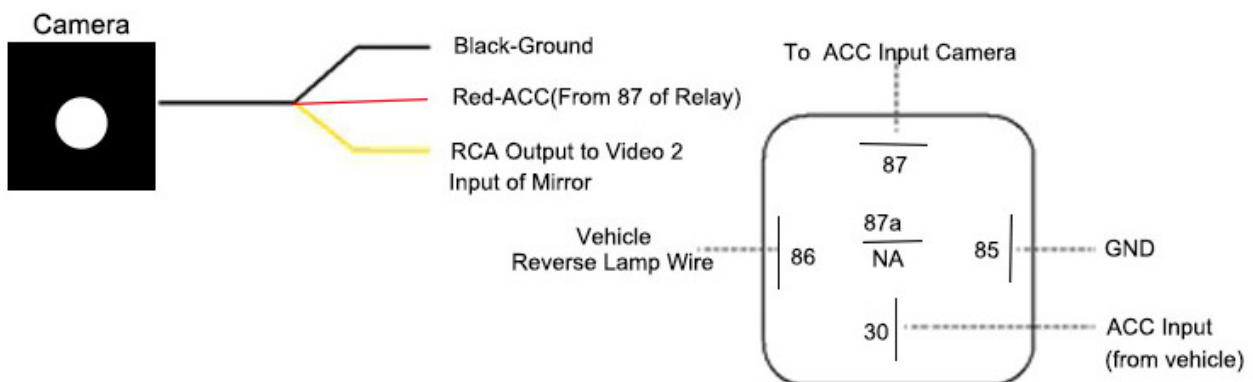 Camera
Black-Ground
Red-ACC(From 87 of Relay)
RCA Output to Video 2
Input of Mirror
To ACC Input Camera
87
87a
NA
86
85
30
Vehicle
Reverse Lamp Wire
GND
ACC Input
(from vehicle)